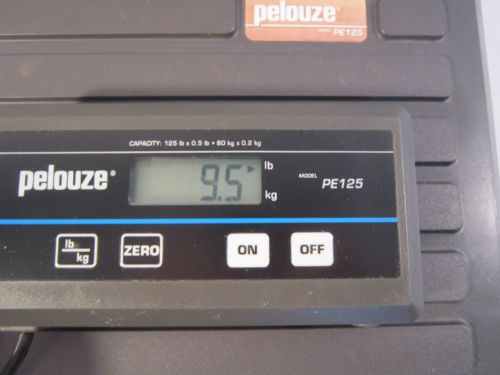 pelouze®
PE125
CAPACITY: 125 lb x 0.5 lb • 60 kg x 0.2 kg
pelouze®
9.5
lb
kg
MODEL PE125
lb/kg
ZERO
ON
OFF